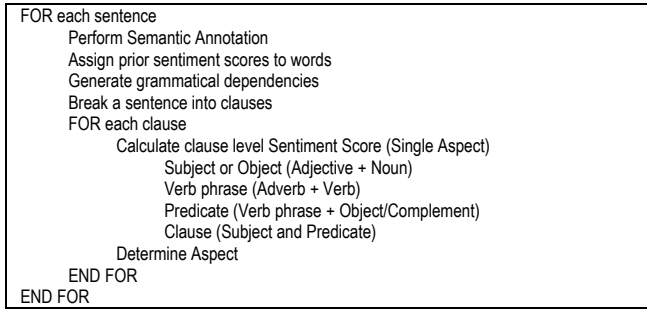 FOR each sentence
Perform Semantic Annotation
Assign prior sentiment scores to words
Generate grammatical dependencies
Break a sentence into clauses
FOR each clause
Calculate clause level Sentiment Score (Single Aspect)
Subject or Object (Adjective + Noun)
Verb phrase (Adverb + Verb)
Predicate (Verb phrase + Object/Complement)
Clause (Subject and Predicate)
Determine Aspect
END FOR
END FOR